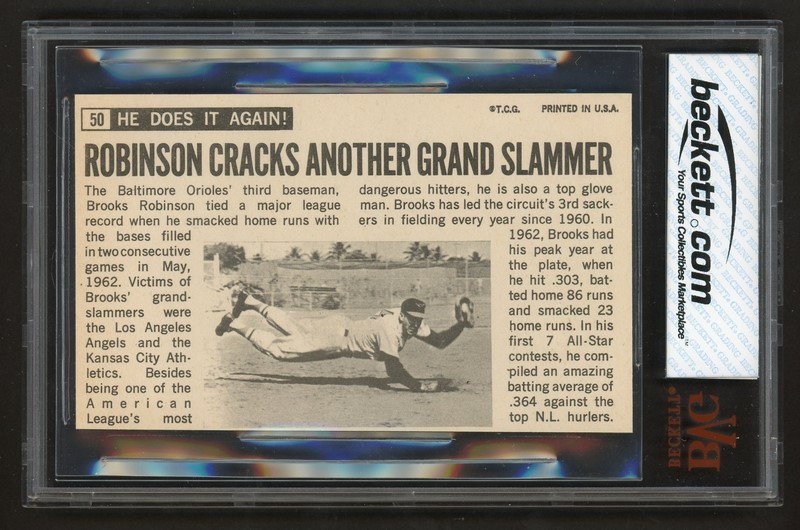 50 HE DOES IT AGAIN!
©T.C.G. PRINTED IN U.S.A.
ROBINSON CRACKS ANOTHER GRAND SLAMMER
The Baltimore Orioles' third baseman,
Brooks Robinson tied a major league
record when he smacked home runs with
the bases filled
in two consecutive
games in May,
1962. Victims of
Brooks' grand-
slammers were
the Los Angeles
Angels and the
Kansas City Ath-
letics. Besides
being one of the
American
League's most
dangerous hitters, he is also a top glove
man. Brooks has led the circuit's 3rd sack-
ers in fielding every year since 1960. In
1962, Brooks had
his peak year at
the plate, when
he hit .303, bat-
ted home 86 runs
and smacked 23
home runs. In his
first 7 All-Star
contests, he com-
piled an amazing
batting average of
.364 against the
top N.L. hurlers.
beckett.com
Your Sports Collectibles Marketplace™
BECKETT®
BVG